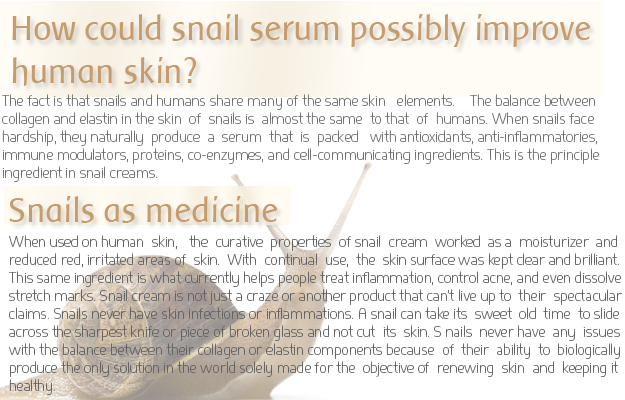 How could snail serum possibly improve
human skin?
The fact is that snails and humans share many of the same skin elements. The balance between
collagen and elastin in the skin of snails is almost the same to that of humans. When snails face
hardship, they naturally produce a serum that is packed with antioxidants, anti-inflammatories,
immune modulators, proteins, co-enzymes, and cell-communicating ingredients. This is the principle
ingredient in snail creams.
Snails as medicine
When used on human skin, the curative properties of snail cream worked as a moisturizer and
reduced red, irritated areas of skin. With continual use, the skin surface was kept clear and brilliant.
This same ingredient is what currently helps people treat inflammation, control acne, and even dissolve
stretch marks. Snail cream is not just a craze or another product that can't live up to their spectacular
claims. Snails never have skin infections or inflammations. A snail can take its sweet old time to slide
across the sharpest knife or piece of broken glass and not cut its skin. S nails never have any issues
with the balance between their collagen or elastin components because of their ability to biologically
produce the only solution in the world solely made for the objective of renewing skin and keeping it
healthy.